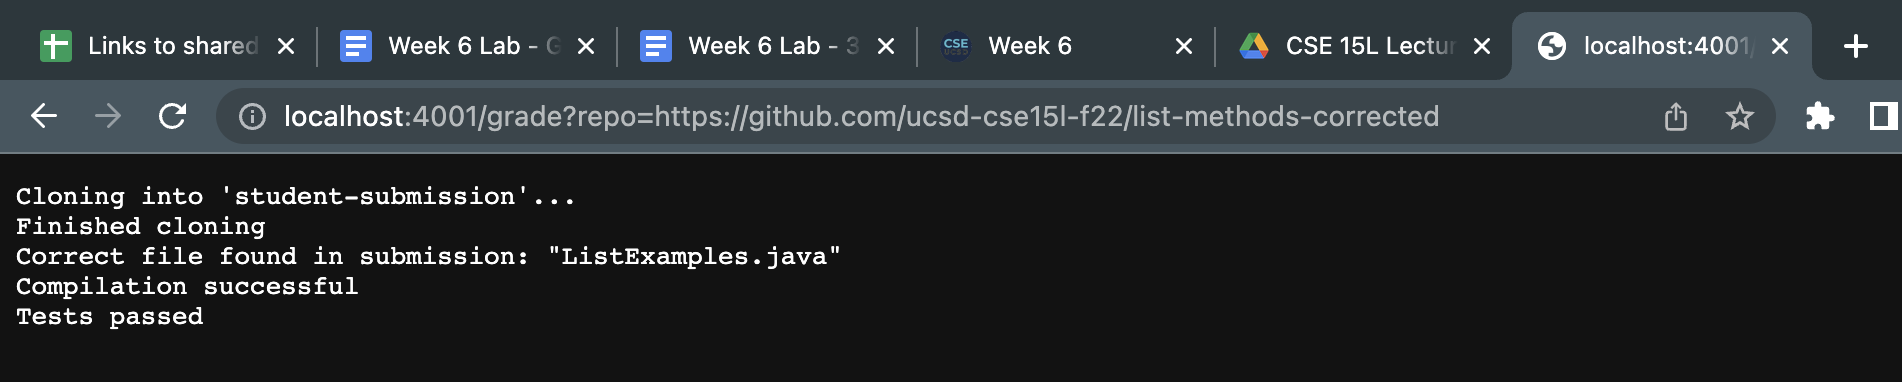 Links to shared
Week 6 Lab - G
Week 6 Lab - 3
CSE
Week 6
CSE 15L Lectur
localhost:4001/
localhost:4001/grade?repo=https://github.com/ucsd-cse15l-f22/list-methods-corrected
Cloning into 'student-submission'...
Finished cloning
Correct file found in submission: "ListExamples.java"
Compilation successful
Tests passed